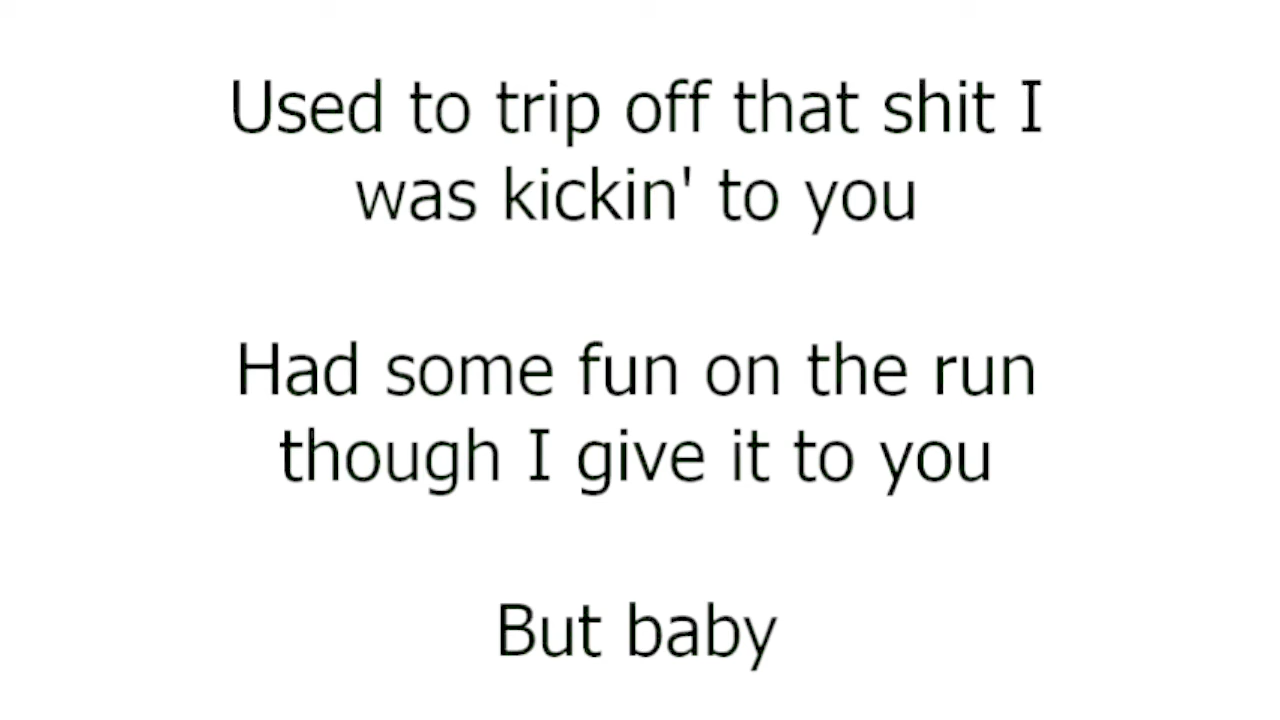 Used to trip off that shit I
was kickin' to you
Had some fun on the run
though I give it to you
But baby